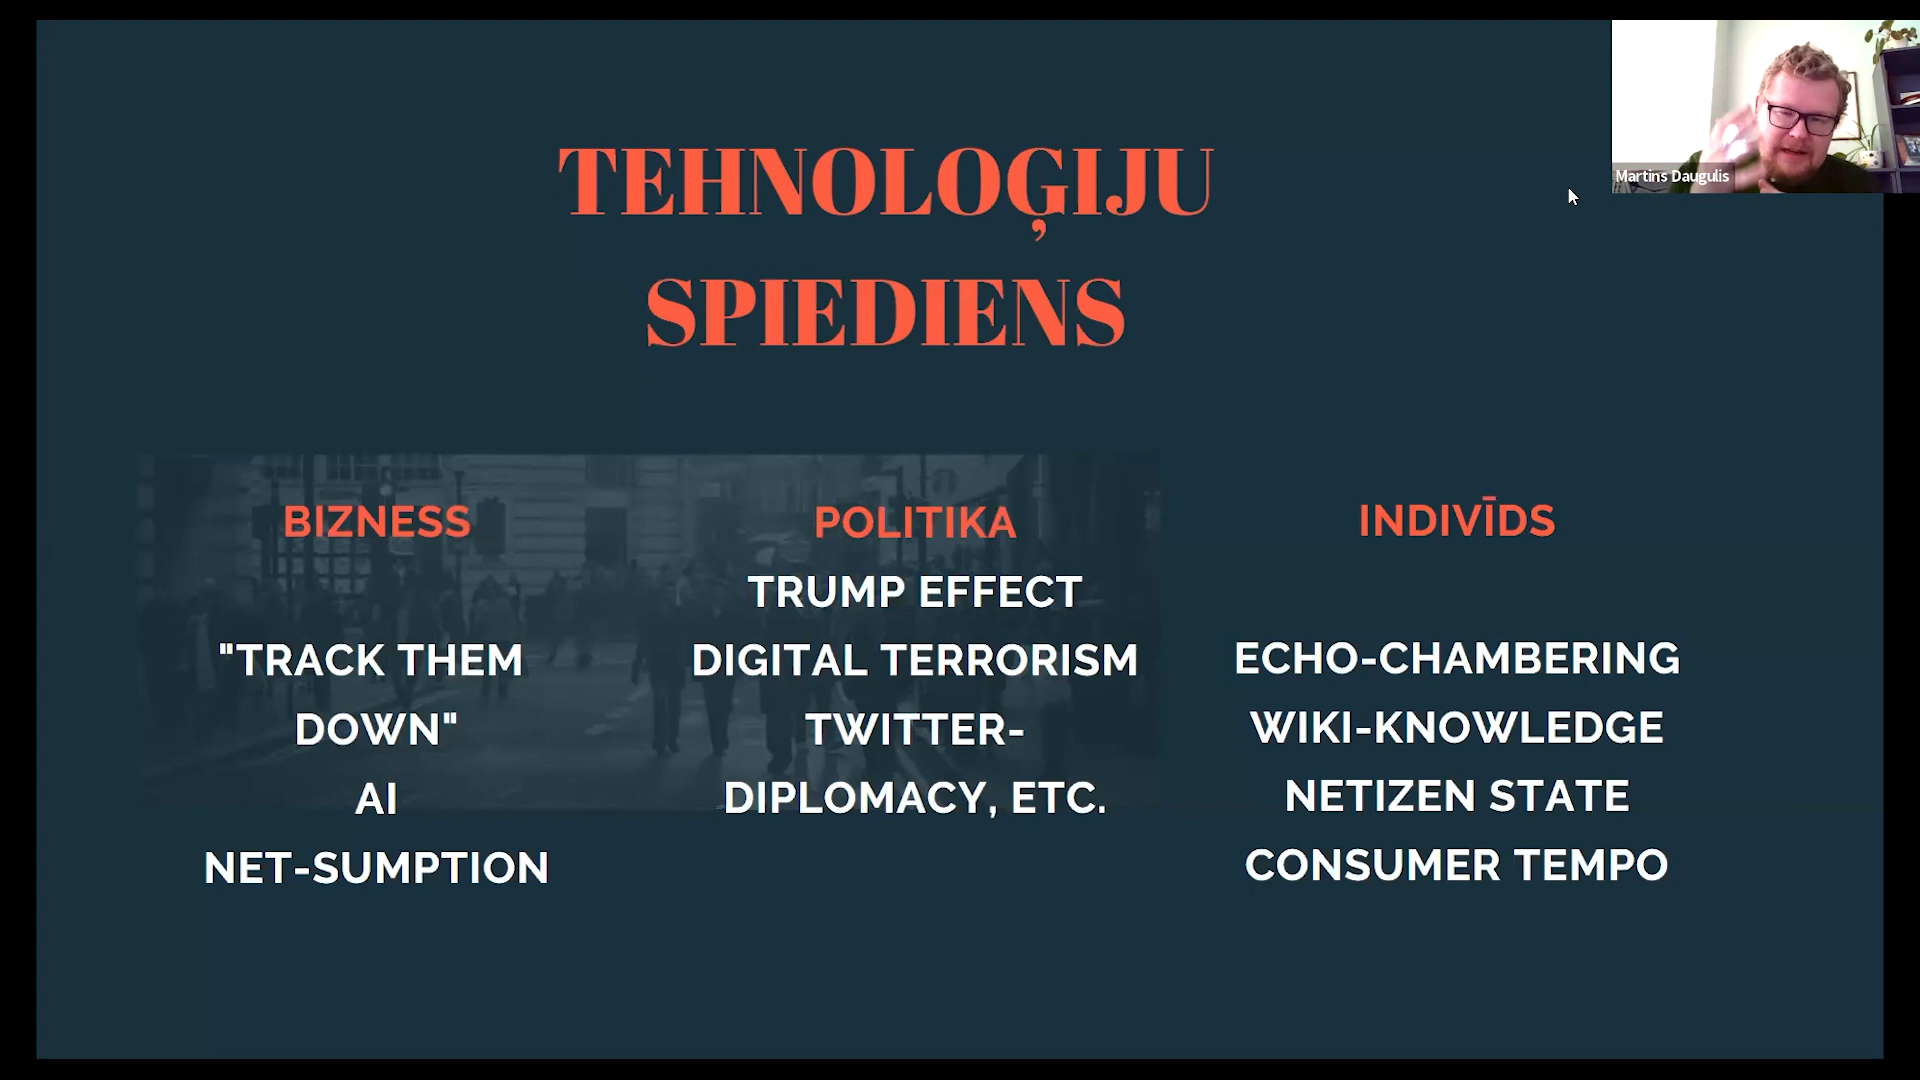 Martins Daugulis
TEHNOLOĢIJU
SPIEDIENS
BIZNESS
"TRACK THEM
DOWN"
AI
NET-SUMPTION
POLITIKA
TRUMP EFFECT
DIGITAL TERRORISM
TWITTER-
DIPLOMACY, ETC.
INDIVĪDS
ECHO-CHAMBERING
WIKI-KNOWLEDGE
NETIZEN STATE
CONSUMER TEMPO